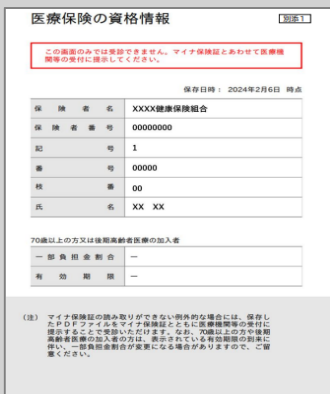 医療保険の資格情報
別添1
この画面のみでは受診できません。マイナ保険証とあわせて医療機
関等の受付に提示してください。
保存日時: 2024年2月6日 時点
保険者名 XXXX健康保険組合
保険者番号 00000000
記号 1
番号 00000
枝番 00
氏名 XX XX
70歳以上の方又は後期高齢者医療の加入者
一部負担金割合 ー
有効期限 ー
(注) マイナ保険証の読み取りができない例外的な場合には、保存し
たPDFファイルをマイナ保険証とともに医療機関等の受付に
提示することで受診いただけます。なお、70歳以上の方や後期
高齢者医療の加入者の方は、表示されている有効期限の到来に
伴い、一部負担金割合が変更になる場合がありますので、ご留
意ください。